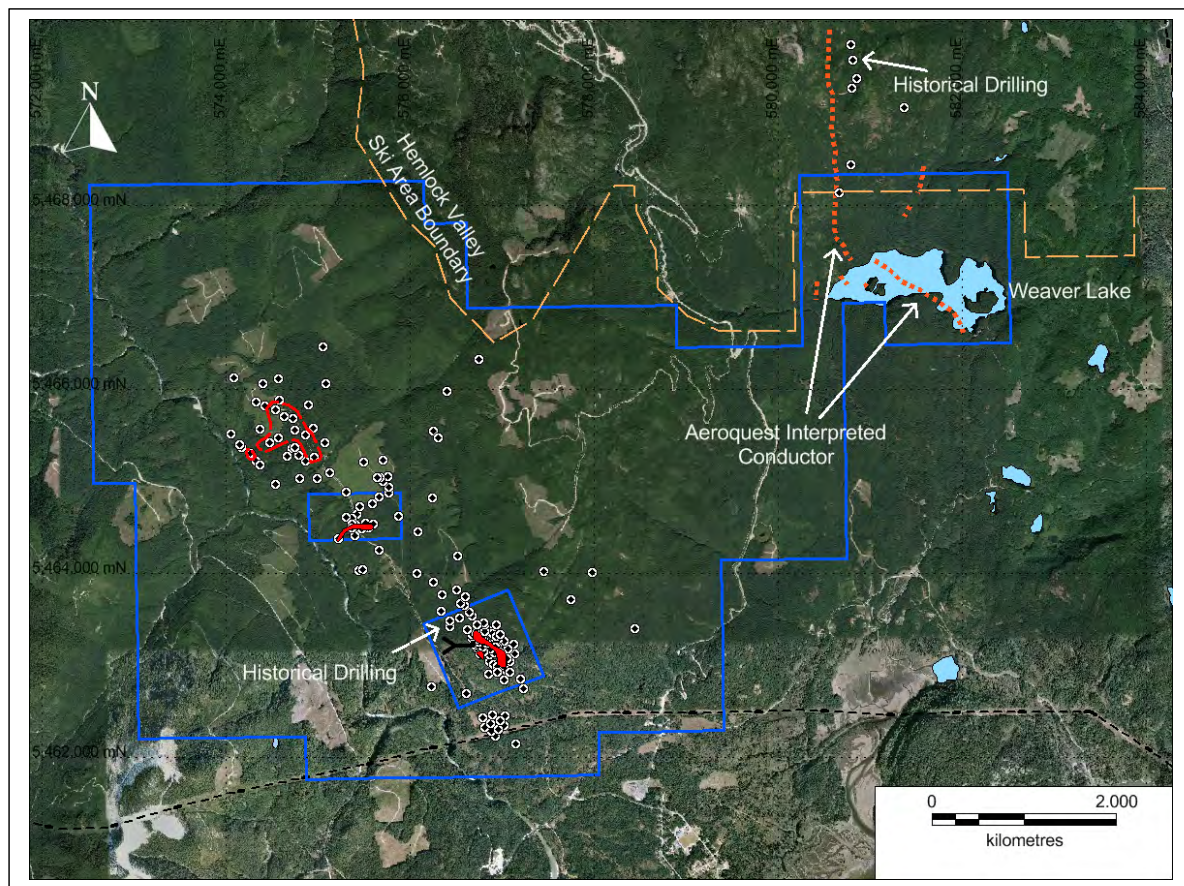 572,000 mE
574,000 mE
576,000 mE
578,000 mE
580,000 mE
582,000 mE
584,000 mE
N
Historical Drilling
Hemlock Valley
Ski Area Boundary
5,468,000 mN
Weaver Lake
5,466,000 mN
Aeroquest Interpreted
Conductor
5,464,000 mN
Historical Drilling
5,462,000 mN
0
2.000
kilometres